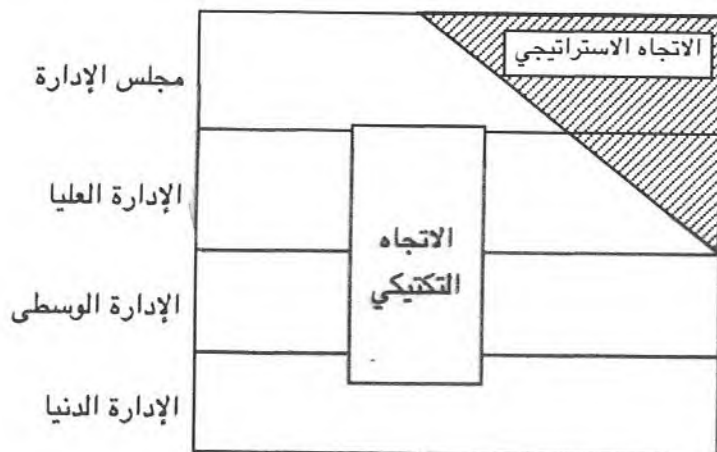 الاتجاه الاستراتيجي
مجلس الإدارة
الإدارة العليا
الاتجاه
التكتيكي
الإدارة الوسطى
الإدارة الدنيا